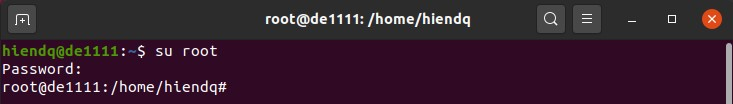 root@de1111: /home/hiendq
hiendq@de1111:~$ su root
Password:
root@de1111:/home/hiendq#